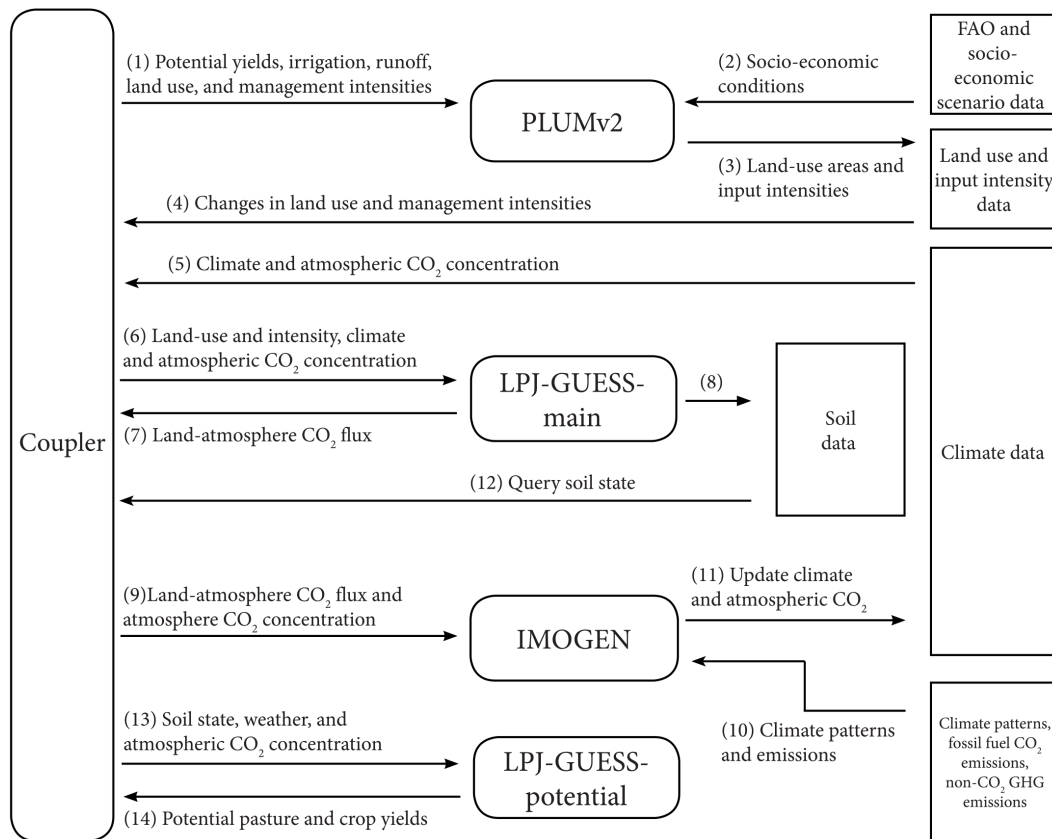 (1) Potential yields, irrigation, runoff,
land use, and management intensities
PLUMv2
(2) Socio-economic
conditions
FAO and
socio-
economic
scenario data
(3) Land-use areas and
input intensities
Land use and
input intensity
data
(4) Changes in land use and management intensities
(5) Climate and atmospheric CO₂ concentration
(6) Land-use and intensity, climate
and atmospheric CO₂ concentration
LPJ-GUESS-
main
(8)
Soil
data
Climate data
Coupler
(7) Land-atmosphere CO₂ flux
(12) Query soil state
(9)Land-atmosphere CO₂ flux and
atmosphere CO₂ concentration
IMOGEN
(11) Update climate
and atmospheric CO₂
(10) Climate patterns
and emissions
Climate patterns,
fossil fuel CO₂
emissions,
non-CO₂ GHG
emissions
(13) Soil state, weather, and
atmospheric CO₂ concentration
LPJ-GUESS-
potential
(14) Potential pasture and crop yields